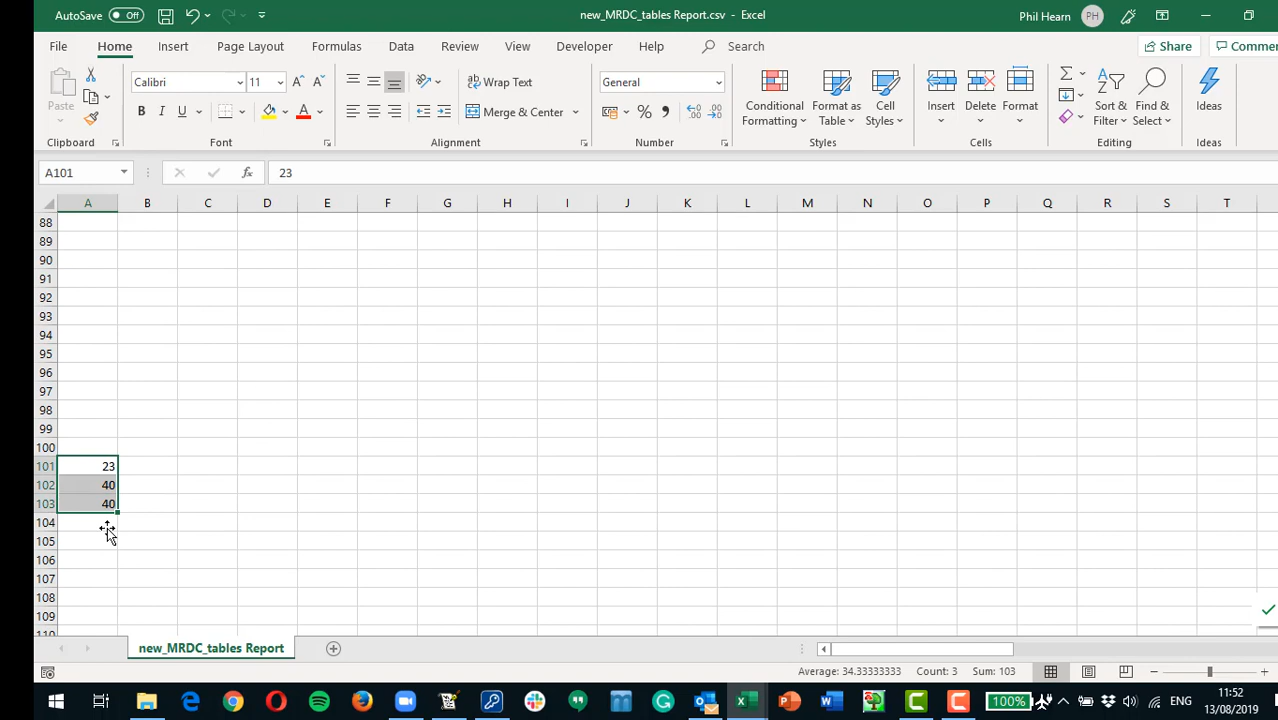 AutoSave Off new_MRDC_tables Report.csv - Excel Phil Hearn PH
File Home Insert Page Layout Formulas Data Review View Developer Help Search Share Comme
Paste Calibri 11 Wrap Text General Conditional Formatting Format as Table Cell Styles Insert Delete Format Sort & Filter Find & Select Ideas
B I U A Merge & Center %
Clipboard Font Alignment Number Styles Cells Editing Ideas
A101 fx 23
A B C D E F G H I J K L M N O P Q R S T
88
89
90
91
92
93
94
95
96
97
98
99
100
101 23
102 40
103 40
104
105
106
107
108
109
110
new_MRDC_tables Report
Average: 34.33333333 Count: 3 Sum: 103
100% ENG 11:52
13/08/2019